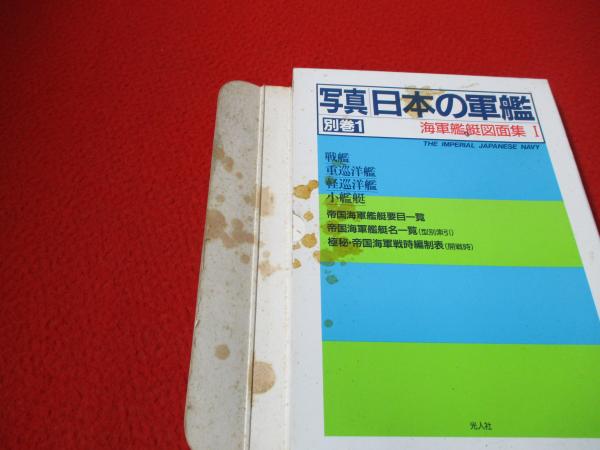 写真 日本の軍艦
別巻1
海軍艦艇図面集 I
THE IMPERIAL JAPANESE NAVY
戦艦
重巡洋艦
軽巡洋艦
小艦艇
帝国海軍艦艇要目一覧
帝国海軍艦艇名一覧(型別索引)
極秘・帝国海軍戦時編制表(開戦時)
光人社